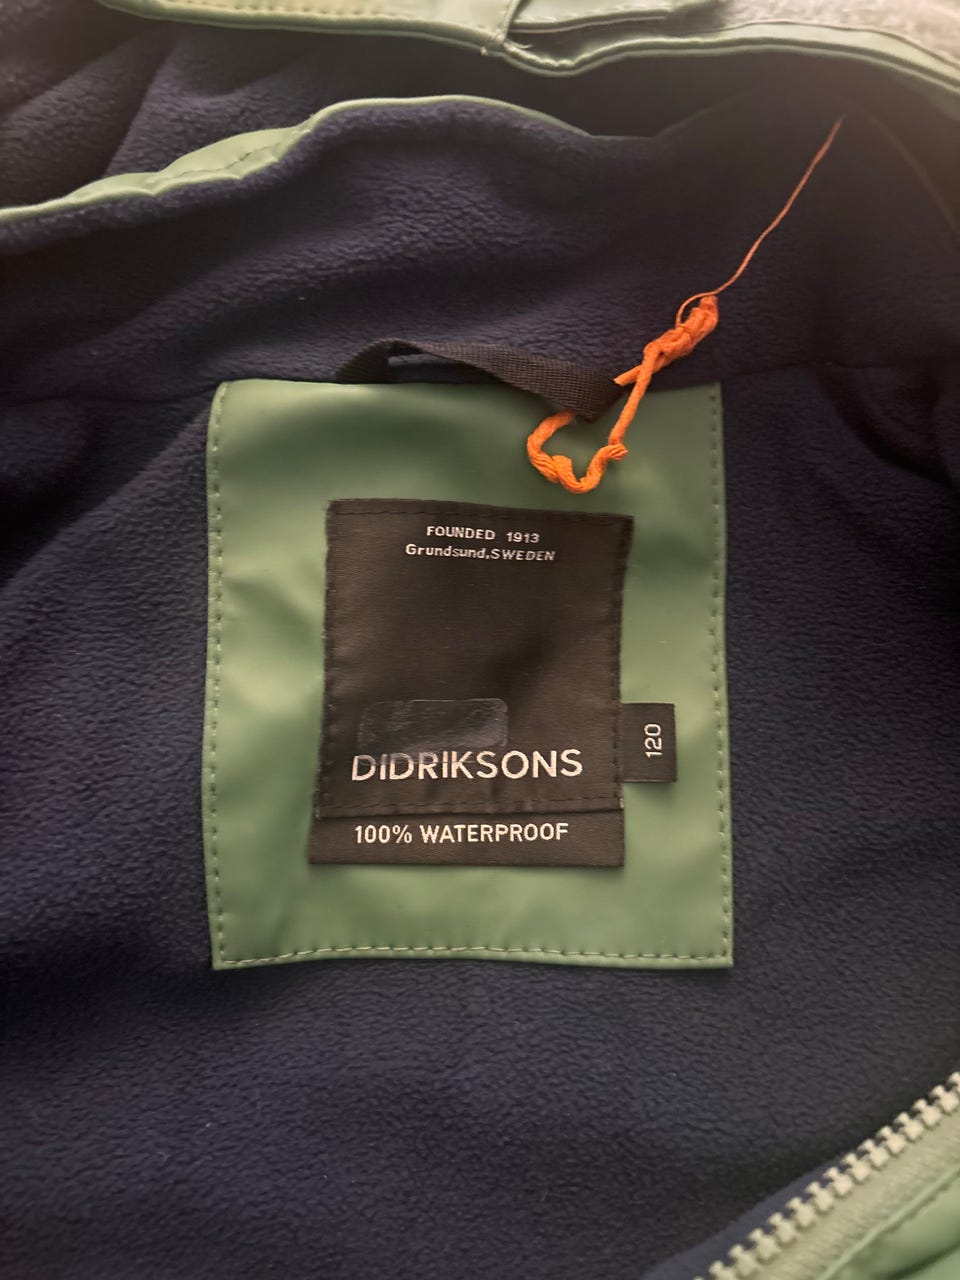 FOUNDED 1913
Grundsund,SWEDEN
DIDRIKSONS
120
100% WATERPROOF